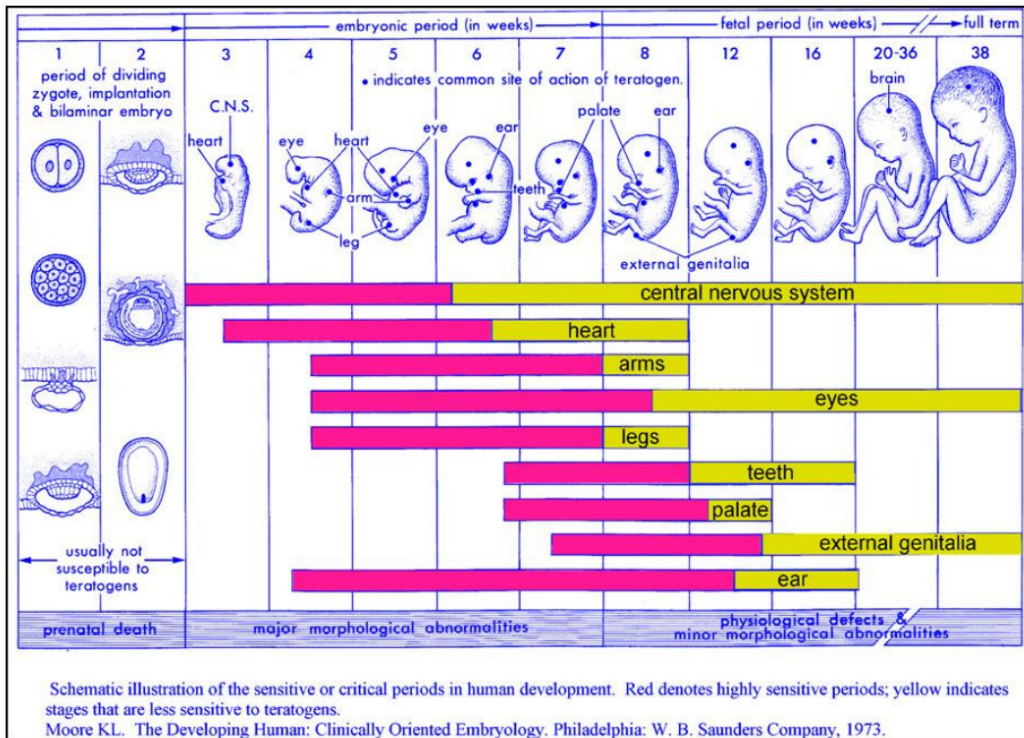 embryonic period (in weeks)
fetal period (in weeks)
full term
1
2
3
4
5
6
7
8
12
16
20-36
38
period of dividing
zygote, implantation
& bilaminar embryo
• indicates common site of action of teratogen.
C.N.S.
heart
eye
heart
eye
ear
arm
leg
teeth
palate
ear
brain
external genitalia
central nervous system
heart
arms
eyes
legs
teeth
palate
external genitalia
ear
usually not
susceptible to
teratogens
prenatal death
major morphological abnormalities
physiological defects &
minor morphological abnormalities
Schematic illustration of the sensitive or critical periods in human development. Red denotes highly sensitive periods; yellow indicates
stages that are less sensitive to teratogens.
Moore KL. The Developing Human: Clinically Oriented Embryology. Philadelphia: W. B. Saunders Company, 1973.